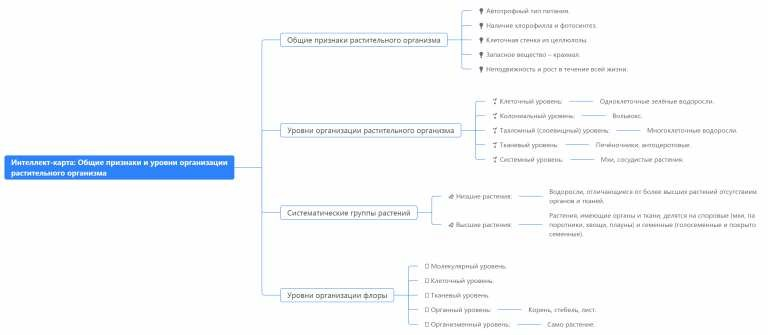 Интеллект-карта: Общие признаки и уровни организации
растительного организма
Общие признаки растительного организма
Автотрофный тип питания.
Наличие хлорофилла и фотосинтез.
Клеточная стенка из целлюлозы.
Запасное вещество – крахмал.
Неподвижность и рост в течение всей жизни.
Уровни организации растительного организма
Клеточный уровень: Одноклеточные зелёные водоросли.
Колониальный уровень: Вольвокс.
Талломный (слоевищный) уровень: Многоклеточные водоросли.
Тканевый уровень: Печёночники, антоцеротовые.
Системный уровень: Мхи, сосудистые растения.
Систематические группы растений
Низшие растения:
Водоросли, отличающиеся от более высших растений отсутствием
органов и тканей.
Высшие растения:
Растения, имеющие органы и ткани, делятся на споровые (мхи, па
поротники, хвощи, плауны) и семенные (голосеменные и покрыто
семенные).
Уровни организации флоры
Молекулярный уровень.
Клеточный уровень.
Тканевый уровень.
Органный уровень: Корень, стебель, лист.
Организменный уровень: Само растение.